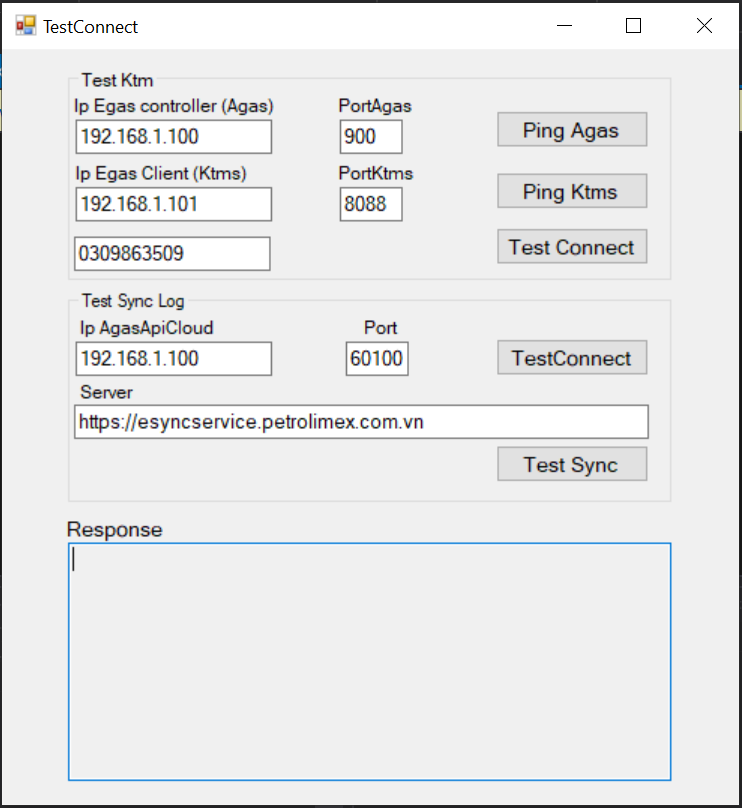 TestConnect
Test Ktm
Ip Egas controller (Agas) PortAgas
192.168.1.100 900 Ping Agas
Ip Egas Client (Ktms) PortKtms
192.168.1.101 8088 Ping Ktms
0309863509 Test Connect
Test Sync Log
Ip AgasApiCloud Port
192.168.1.100 60100 TestConnect
Server
https://esyncservice.petrolimex.com.vn
Test Sync
Response